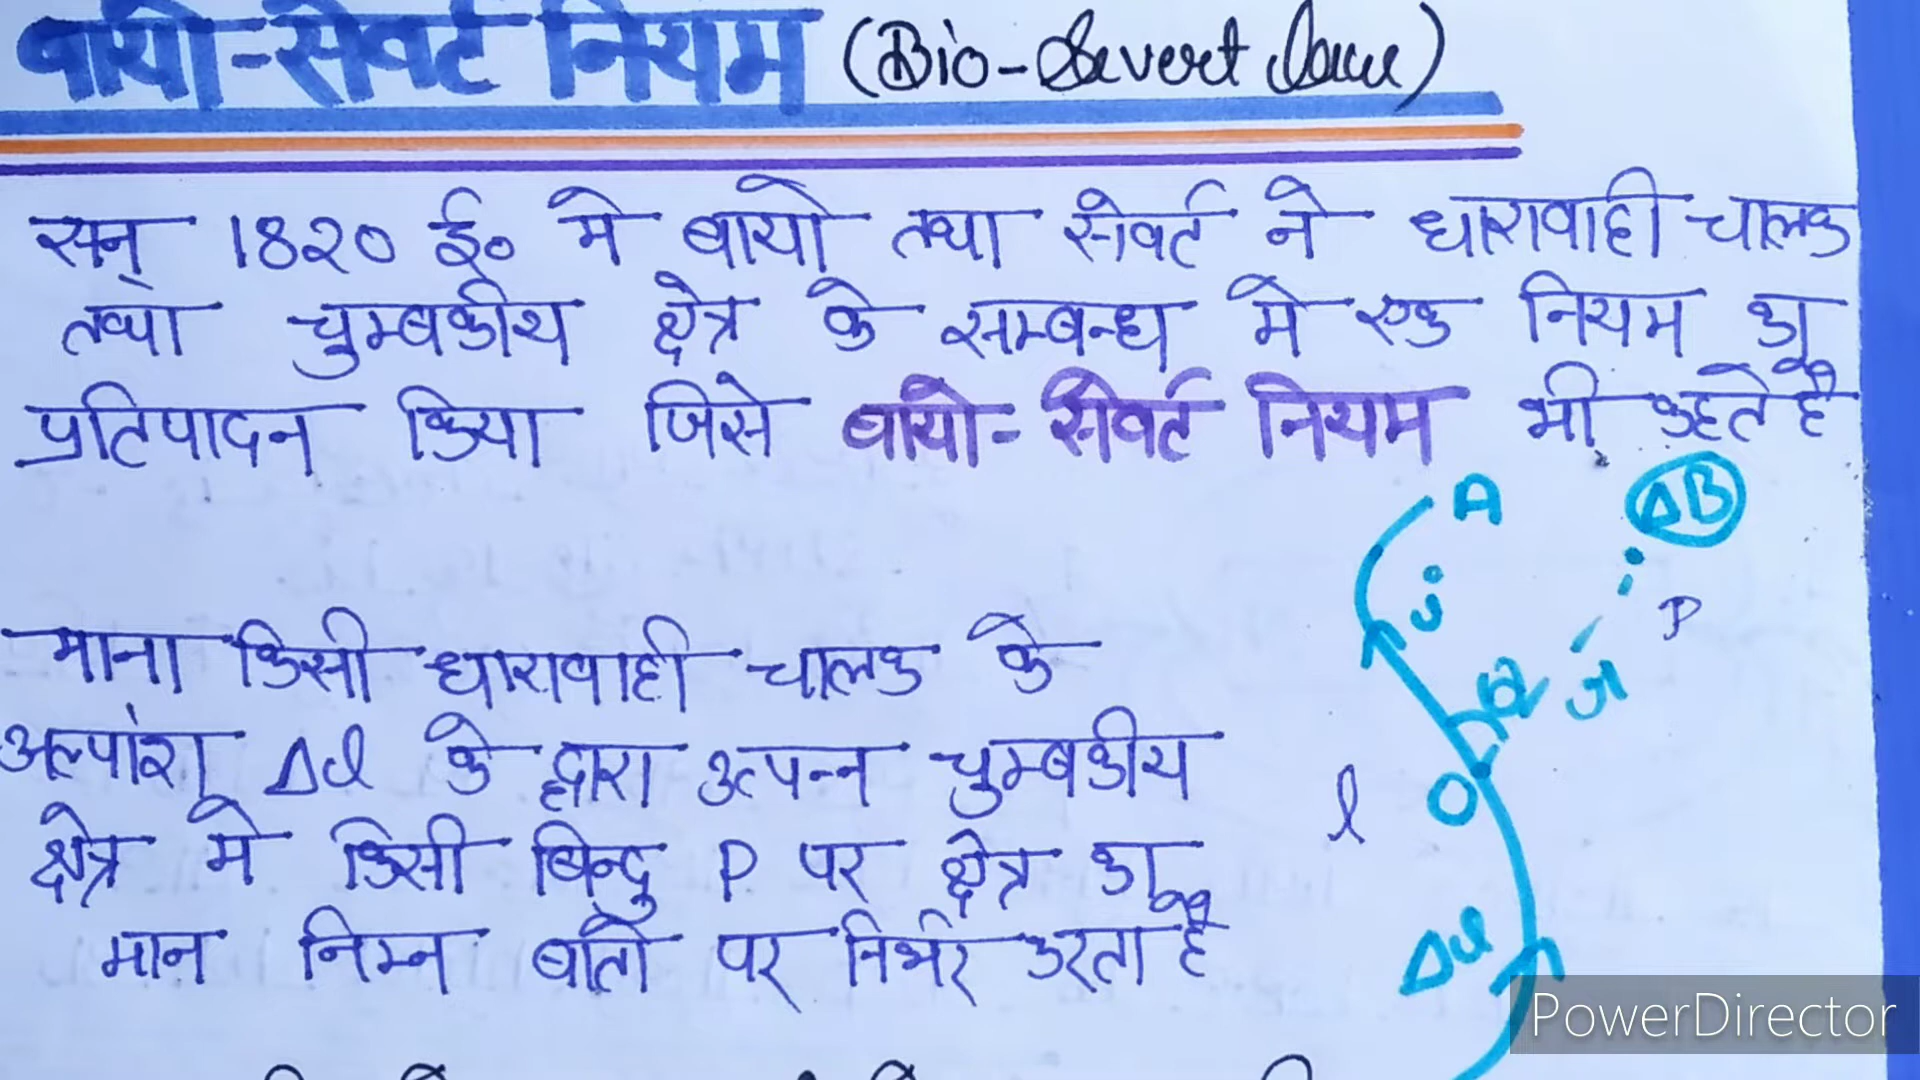 बायो-सेवर्ट नियम (Bio-Severt Law)
सन् 18२० ई० मे बायो तथा सेवर्ट ने धारावाही चालक
तथा चुम्बकीय क्षेत्र के सम्बन्ध मे एक नियम का
प्रतिपादन किया जिसे बायो-सेवर्ट नियम भी कहते है
A
ΔB
i
P
r
θ
माना किसी धारावाही चालक के
अल्पांश Δl के द्वारा उत्पन्न चुम्बकीय
O
l
क्षेत्र मे किसी बिन्दु P पर क्षेत्र का
मान निम्न बातो पर निर्भर करता है
Δl
PowerDirector